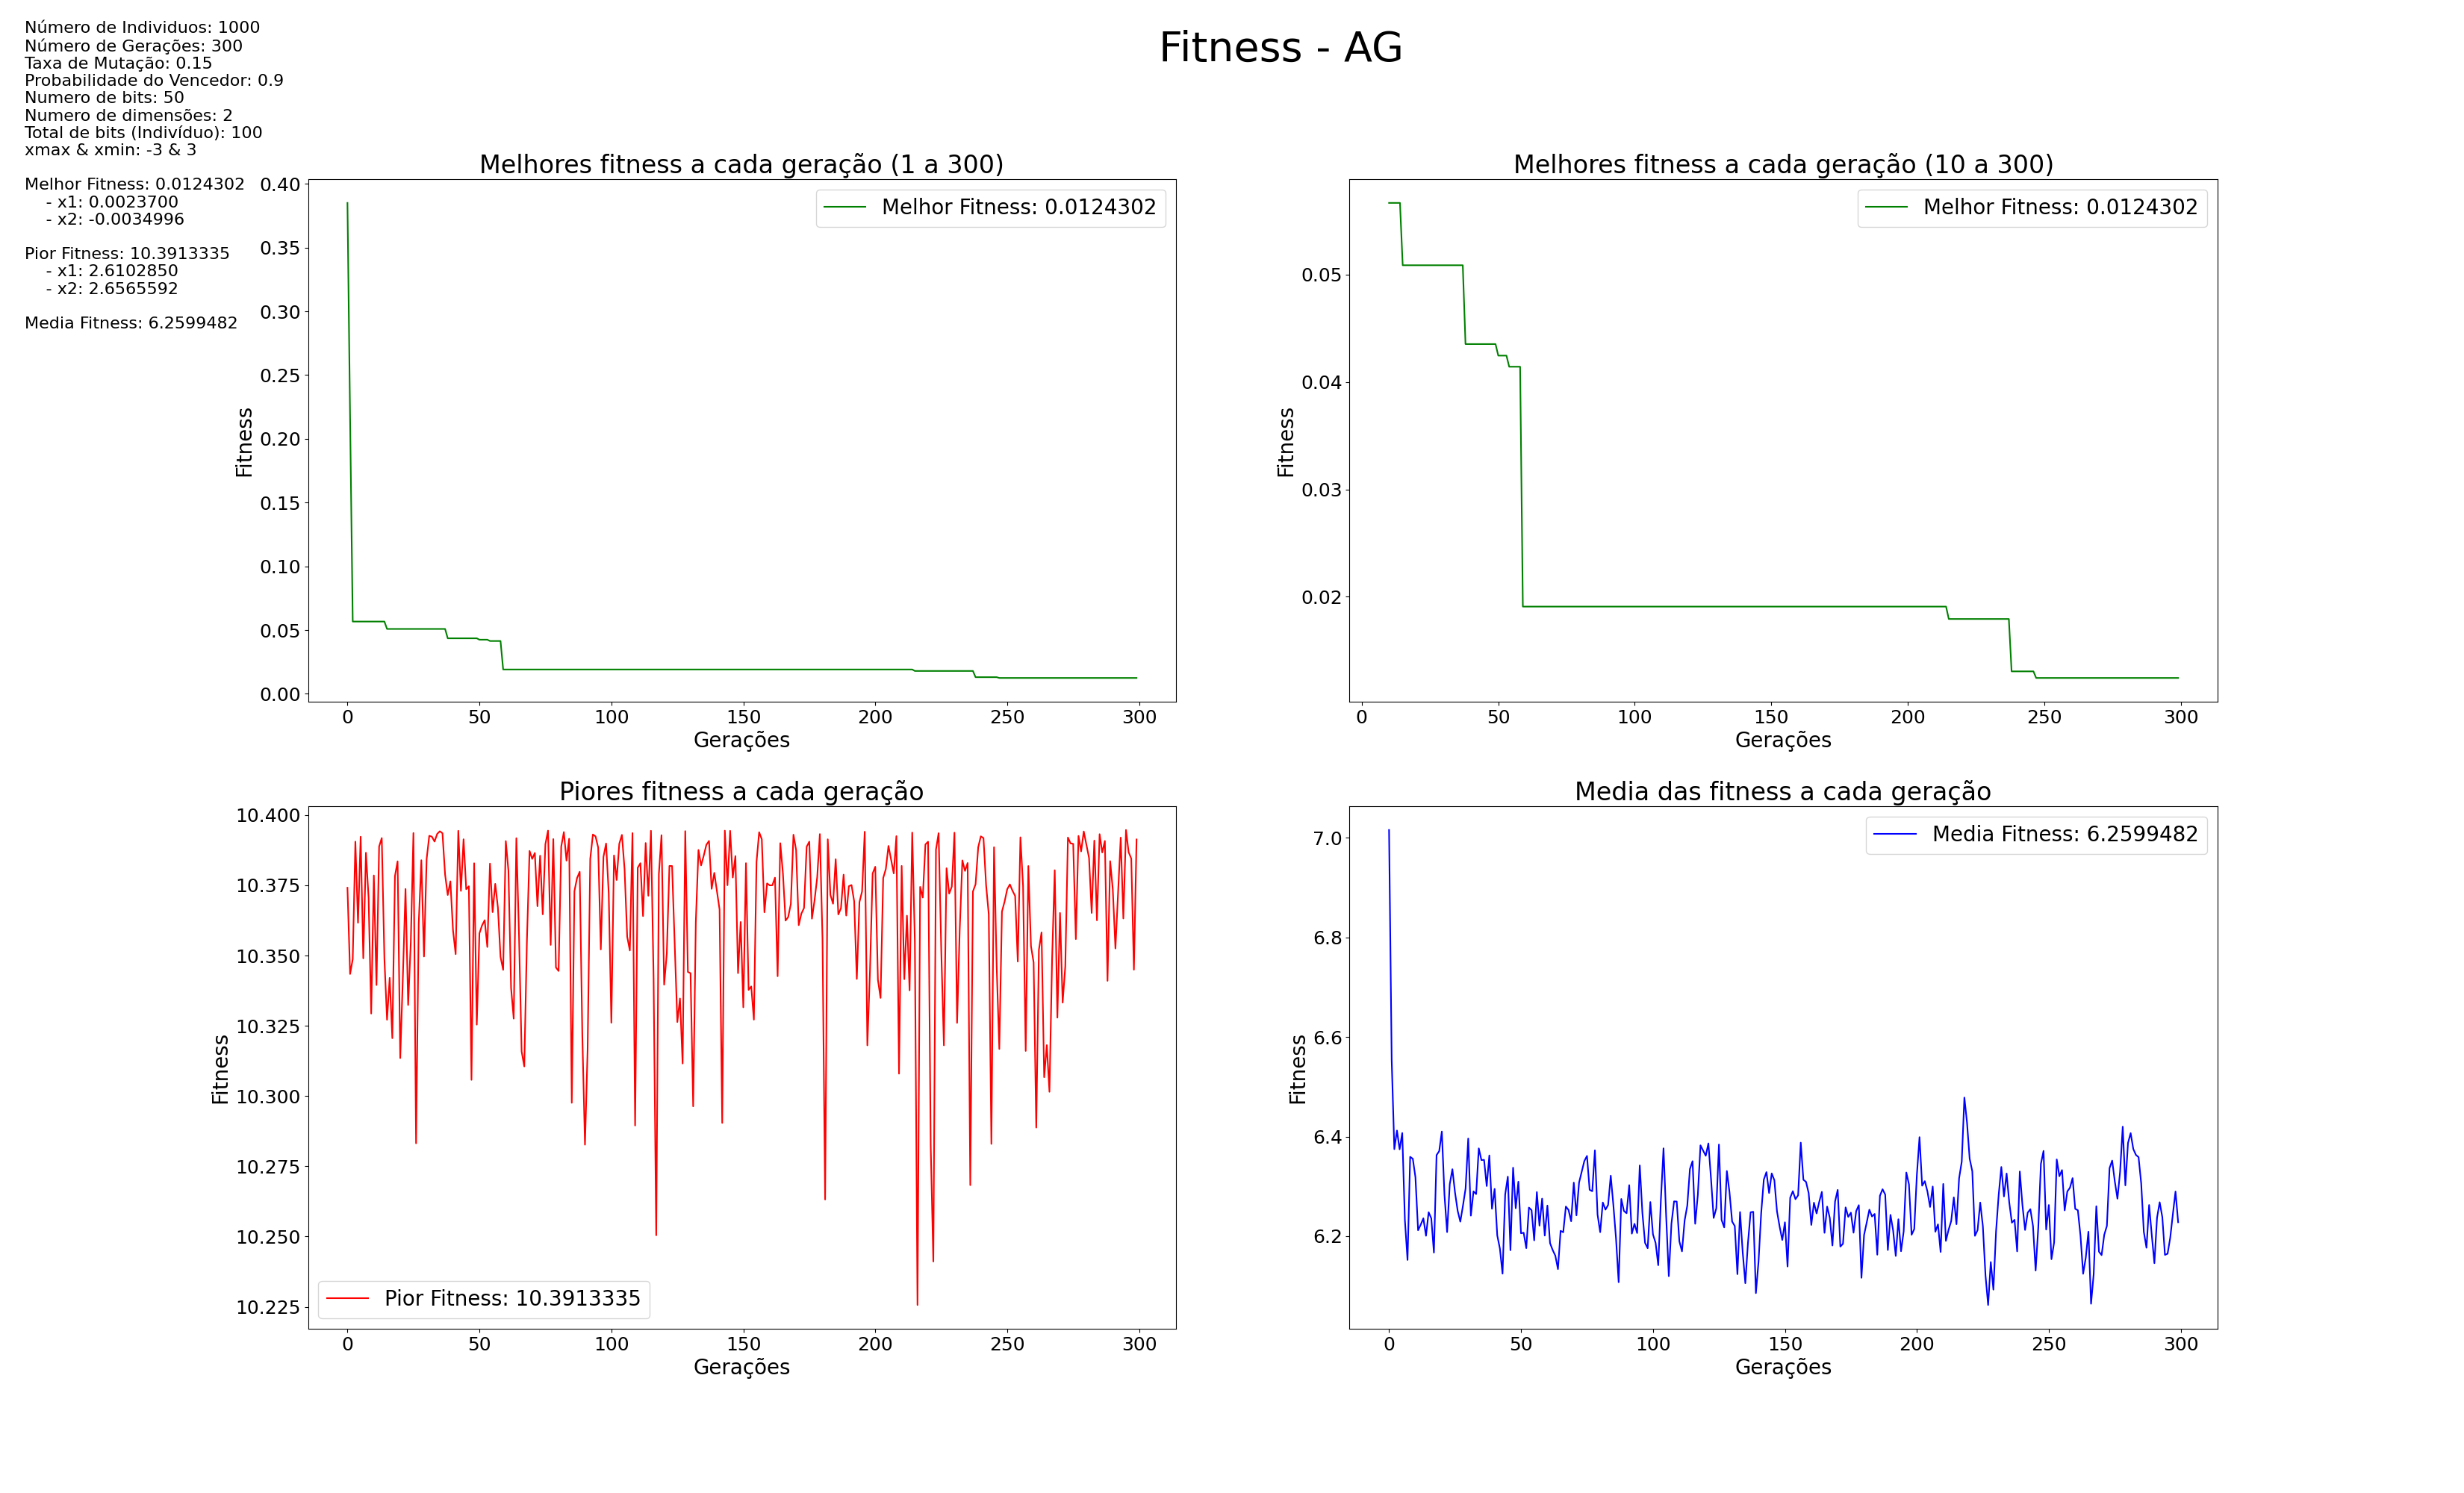 Número de Individuos: 1000
Número de Gerações: 300
Taxa de Mutação: 0.15
Probabilidade do Vencedor: 0.9
Numero de bits: 50
Numero de dimensões: 2
Total de bits (Indivíduo): 100
xmax & xmin: -3 & 3
Melhor Fitness: 0.0124302
- x1: 0.0023700
- x2: -0.0034996
Pior Fitness: 10.3913335
- x1: 2.6102850
- x2: 2.6565592
Media Fitness: 6.2599482
Fitness - AG
Melhores fitness a cada geração (1 a 300)
Melhor Fitness: 0.0124302
0.40
0.35
0.30
0.25
0.20
0.15
0.10
0.05
0.00
Fitness
0 50 100 150 200 250 300
Gerações
Melhores fitness a cada geração (10 a 300)
Melhor Fitness: 0.0124302
0.05
0.04
0.03
0.02
Fitness
0 50 100 150 200 250 300
Gerações
Piores fitness a cada geração
10.400
10.375
10.350
10.325
10.300
10.275
10.250
10.225
Fitness
Pior Fitness: 10.3913335
0 50 100 150 200 250 300
Gerações
Media das fitness a cada geração
Media Fitness: 6.2599482
7.0
6.8
6.6
6.4
6.2
Fitness
0 50 100 150 200 250 300
Gerações